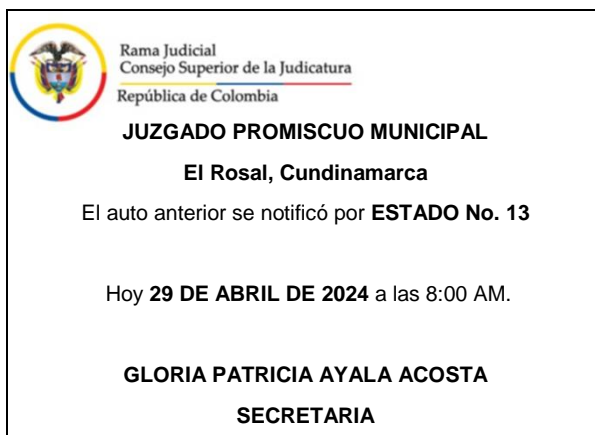 Rama Judicial
Consejo Superior de la Judicatura
República de Colombia
JUZGADO PROMISCUO MUNICIPAL
El Rosal, Cundinamarca
El auto anterior se notificó por ESTADO No. 13
Hoy 29 DE ABRIL DE 2024 a las 8:00 AM.
GLORIA PATRICIA AYALA ACOSTA
SECRETARIA